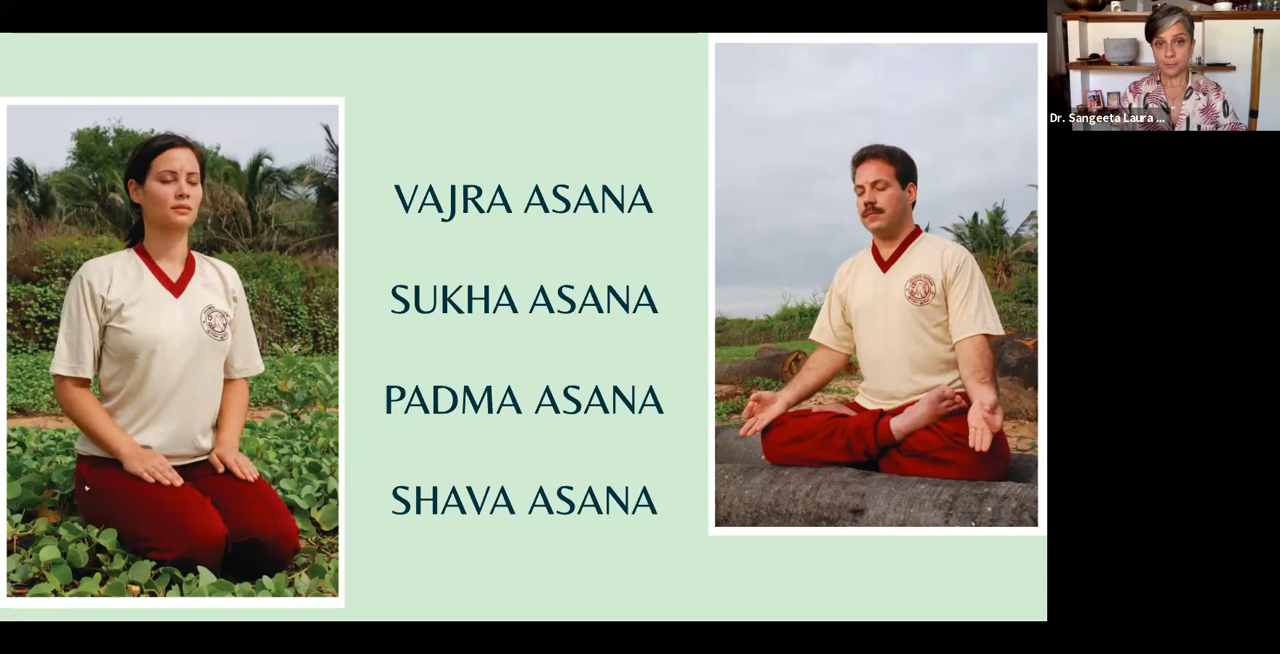 VAJRA ASANA
SUKHA ASANA
PADMA ASANA
SHAVA ASANA
Dr. Sangeeta Laura ...